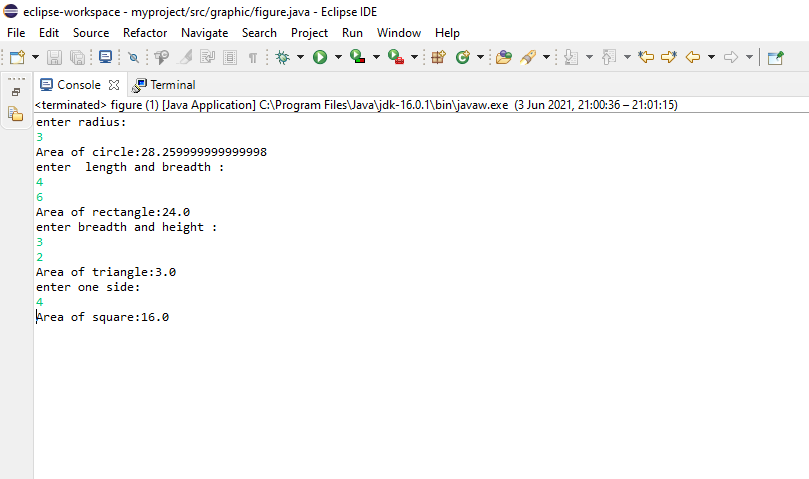 eclipse-workspace - myproject/src/graphic/figure.java - Eclipse IDE
File Edit Source Refactor Navigate Search Project Run Window Help
Console Terminal
<terminated> figure (1) [Java Application] C:\Program Files\Java\jdk-16.0.1\bin\javaw.exe (3 Jun 2021, 21:00:36 – 21:01:15)
enter radius:
3
Area of circle:28.259999999999998
enter  length and breadth :
4
6
Area of rectangle:24.0
enter breadth and height :
3
2
Area of triangle:3.0
enter one side:
4
Area of square:16.0